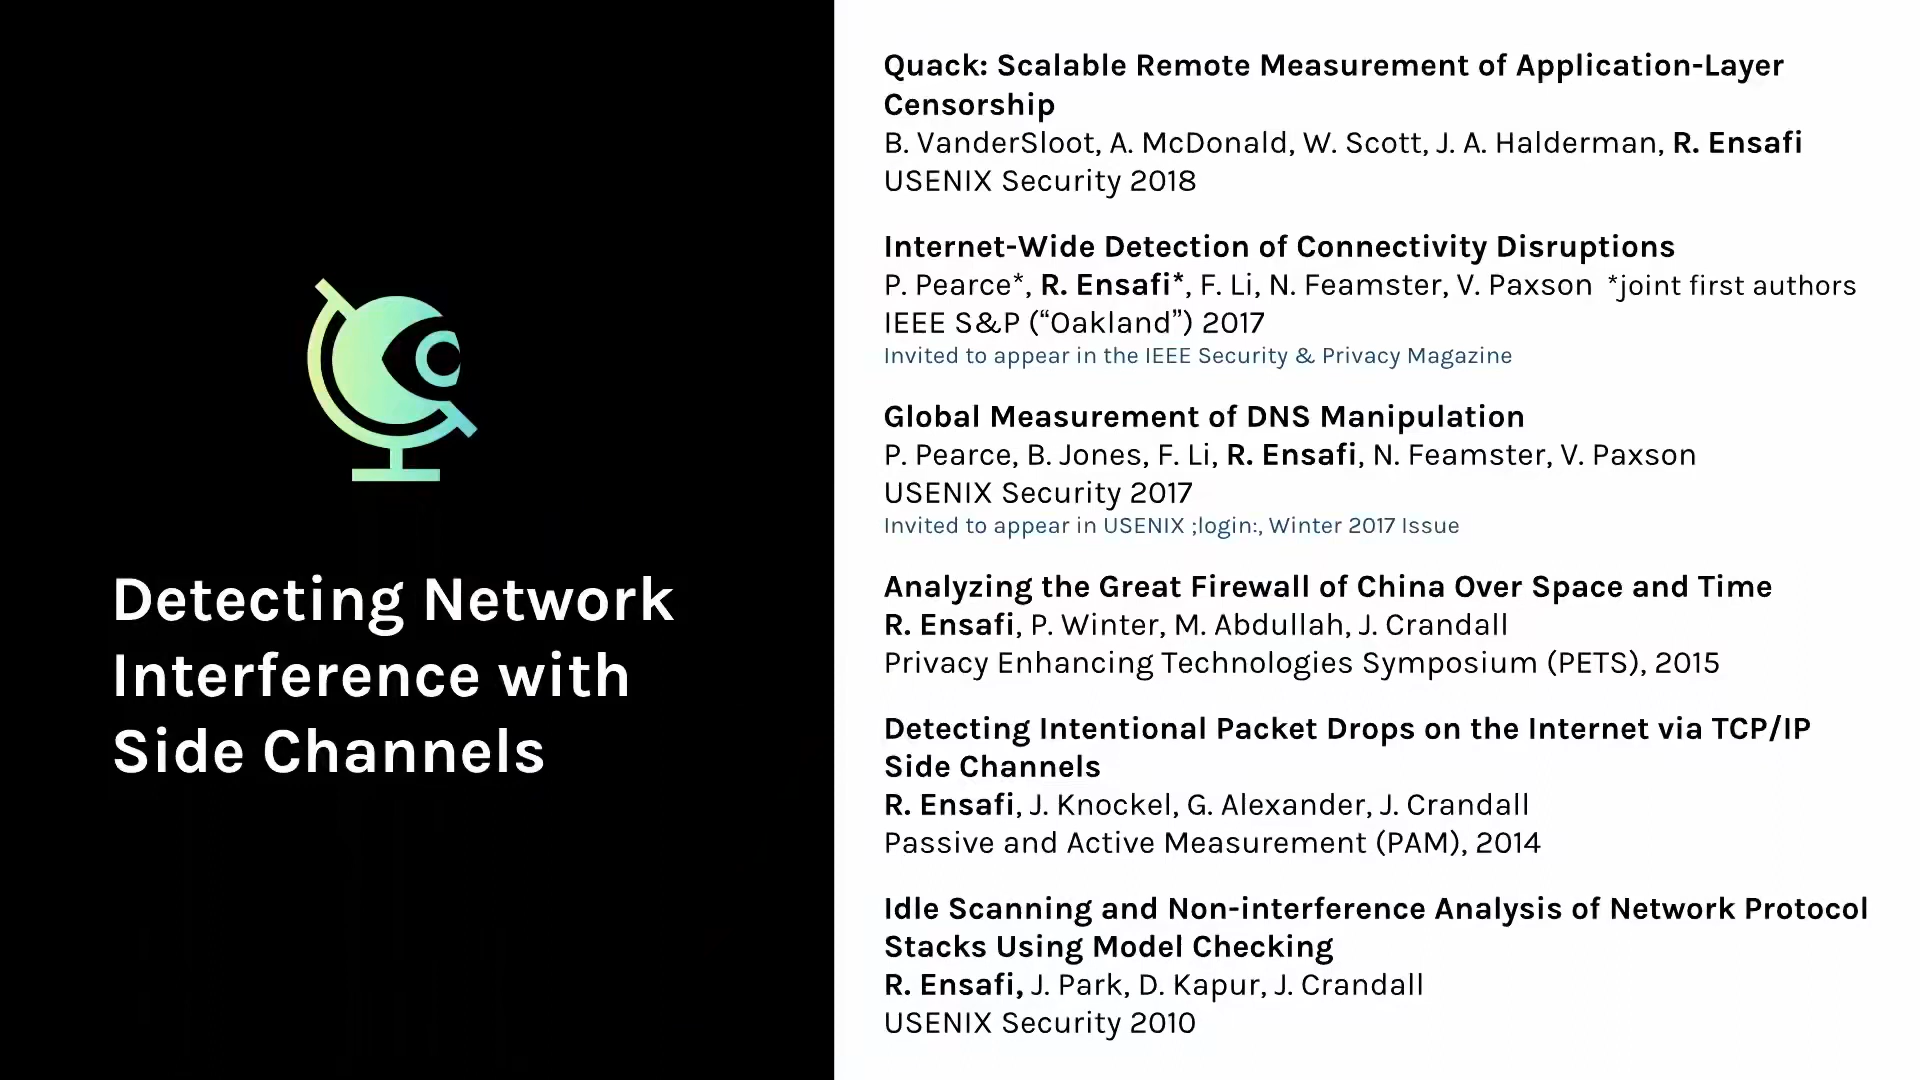 Detecting Network
Interference with
Side Channels
Quack: Scalable Remote Measurement of Application-Layer
Censorship
B. VanderSloot, A. McDonald, W. Scott, J. A. Halderman, R. Ensafi
USENIX Security 2018
Internet-Wide Detection of Connectivity Disruptions
P. Pearce*, R. Ensafi*, F. Li, N. Feamster, V. Paxson *joint first authors
IEEE S&P (“Oakland”) 2017
Invited to appear in the IEEE Security & Privacy Magazine
Global Measurement of DNS Manipulation
P. Pearce, B. Jones, F. Li, R. Ensafi, N. Feamster, V. Paxson
USENIX Security 2017
Invited to appear in USENIX ;login:, Winter 2017 Issue
Analyzing the Great Firewall of China Over Space and Time
R. Ensafi, P. Winter, M. Abdullah, J. Crandall
Privacy Enhancing Technologies Symposium (PETS), 2015
Detecting Intentional Packet Drops on the Internet via TCP/IP
Side Channels
R. Ensafi, J. Knockel, G. Alexander, J. Crandall
Passive and Active Measurement (PAM), 2014
Idle Scanning and Non-interference Analysis of Network Protocol
Stacks Using Model Checking
R. Ensafi, J. Park, D. Kapur, J. Crandall
USENIX Security 2010